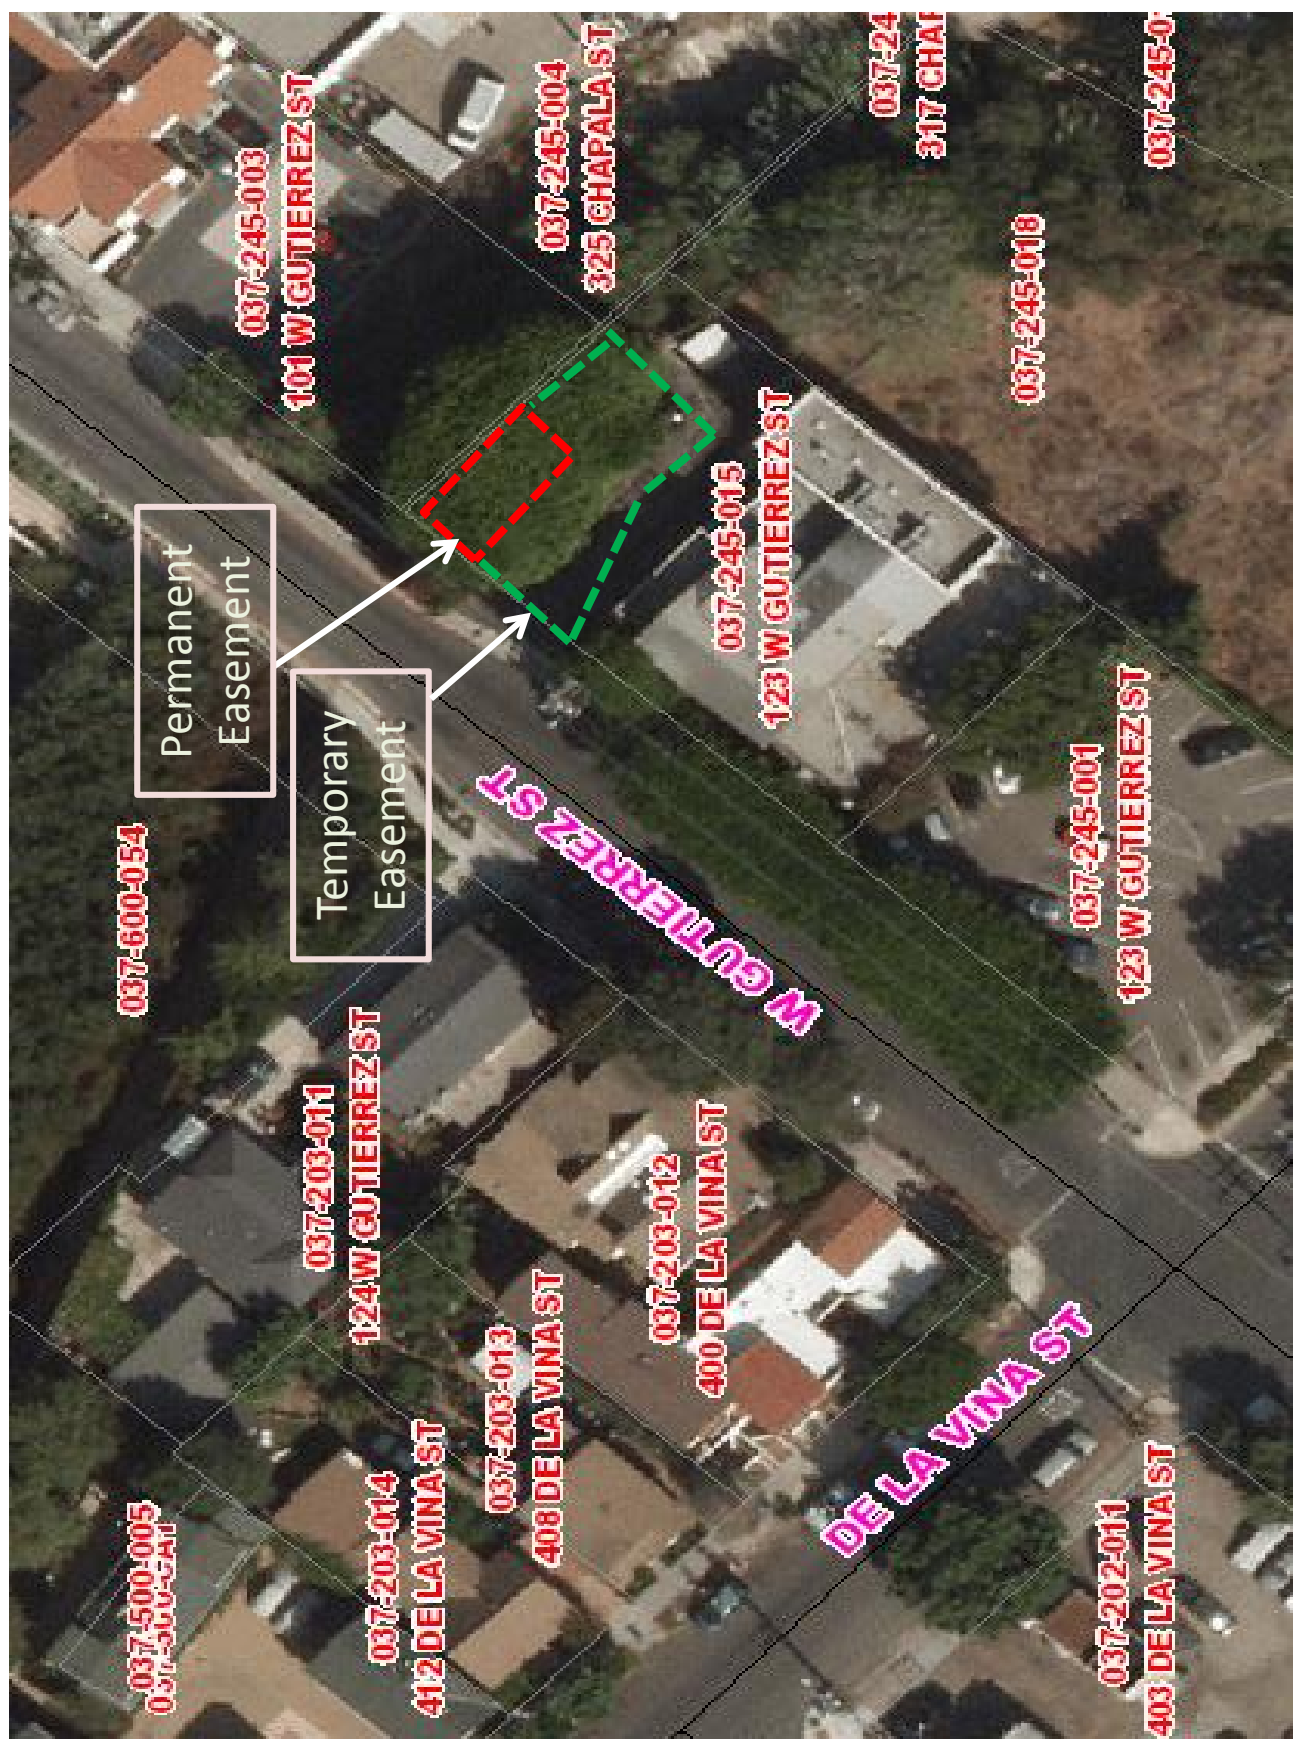 037-245-003
101 W GUTIERREZ ST
037-245-004
325 CHAPALA ST
037-24
317 CHAP
037-245-0
037-245-018
Permanent
Easement
Temporary
Easement
037-600-054
037-245-015
123 W GUTIERREZ ST
037-245-001
123 W GUTIERREZ ST
W GUTIERREZ ST
037-203-011
124 W GUTIERREZ ST
037-203-012
400 DE LA VINA ST
037-203-013
408 DE LA VINA ST
037-203-014
412 DE LA VINA ST
037-500-005
DE LA VINA ST
037-202-011
403 DE LA VINA ST